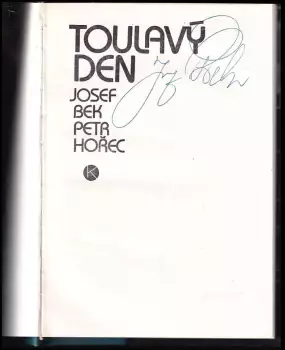 TOULAVÝ
DEN
JOSEF
BEK
PETR
HOŘEC
K